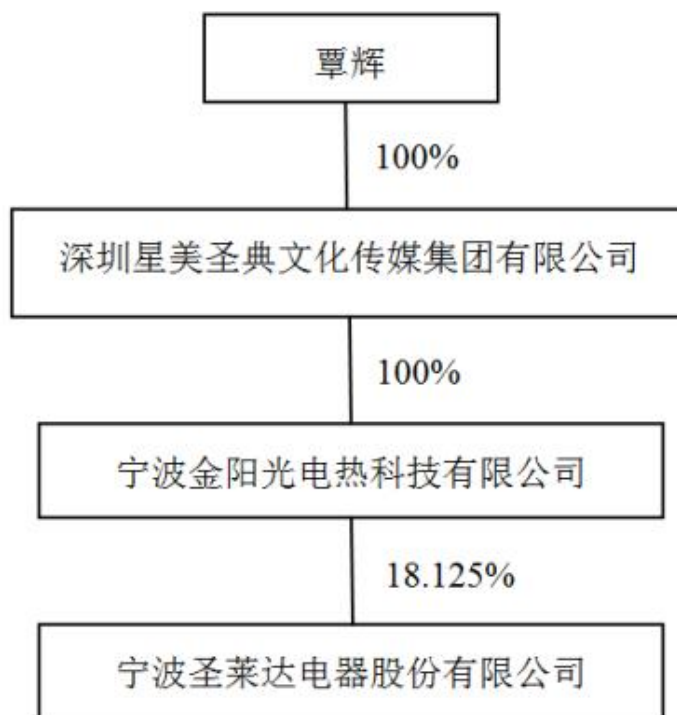 覃辉
100%
深圳星美圣典文化传媒集团有限公司
100%
宁波金阳光电热科技有限公司
18.125%
宁波圣莱达电器股份有限公司